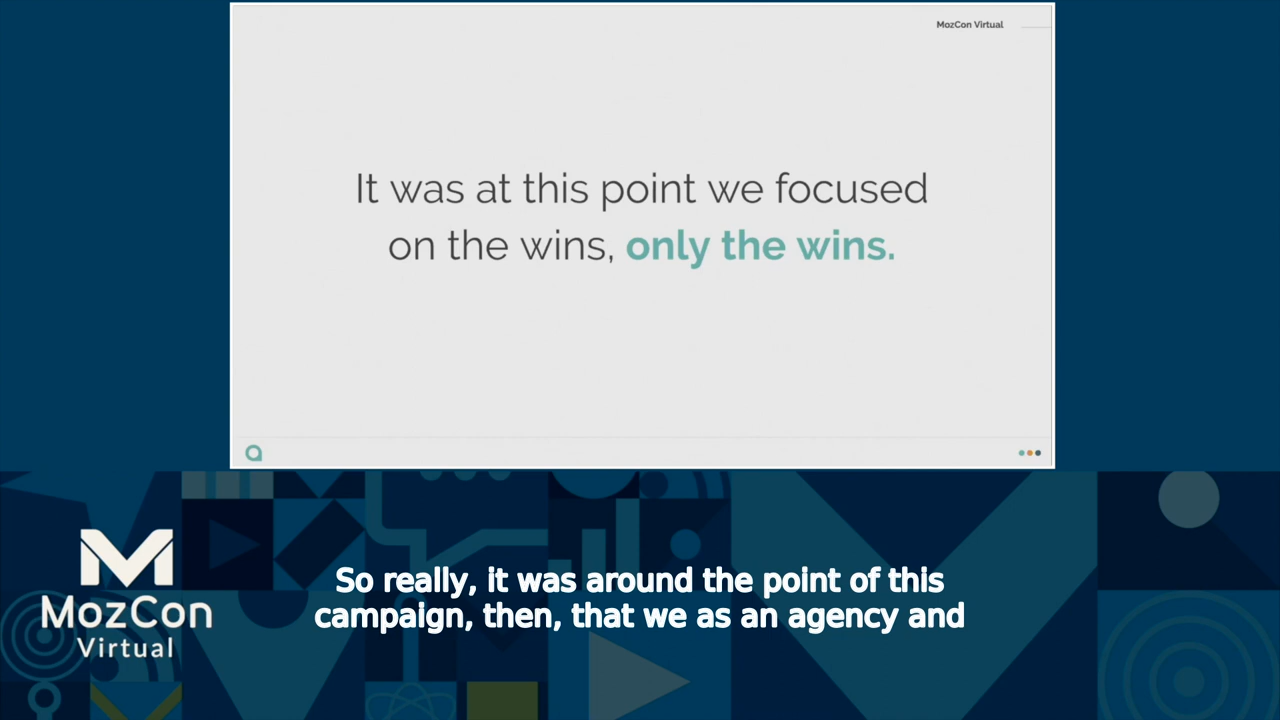 MozCon Virtual
It was at this point we focused
on the wins, only the wins.
MozCon
Virtual
So really, it was around the point of this
campaign, then, that we as an agency and